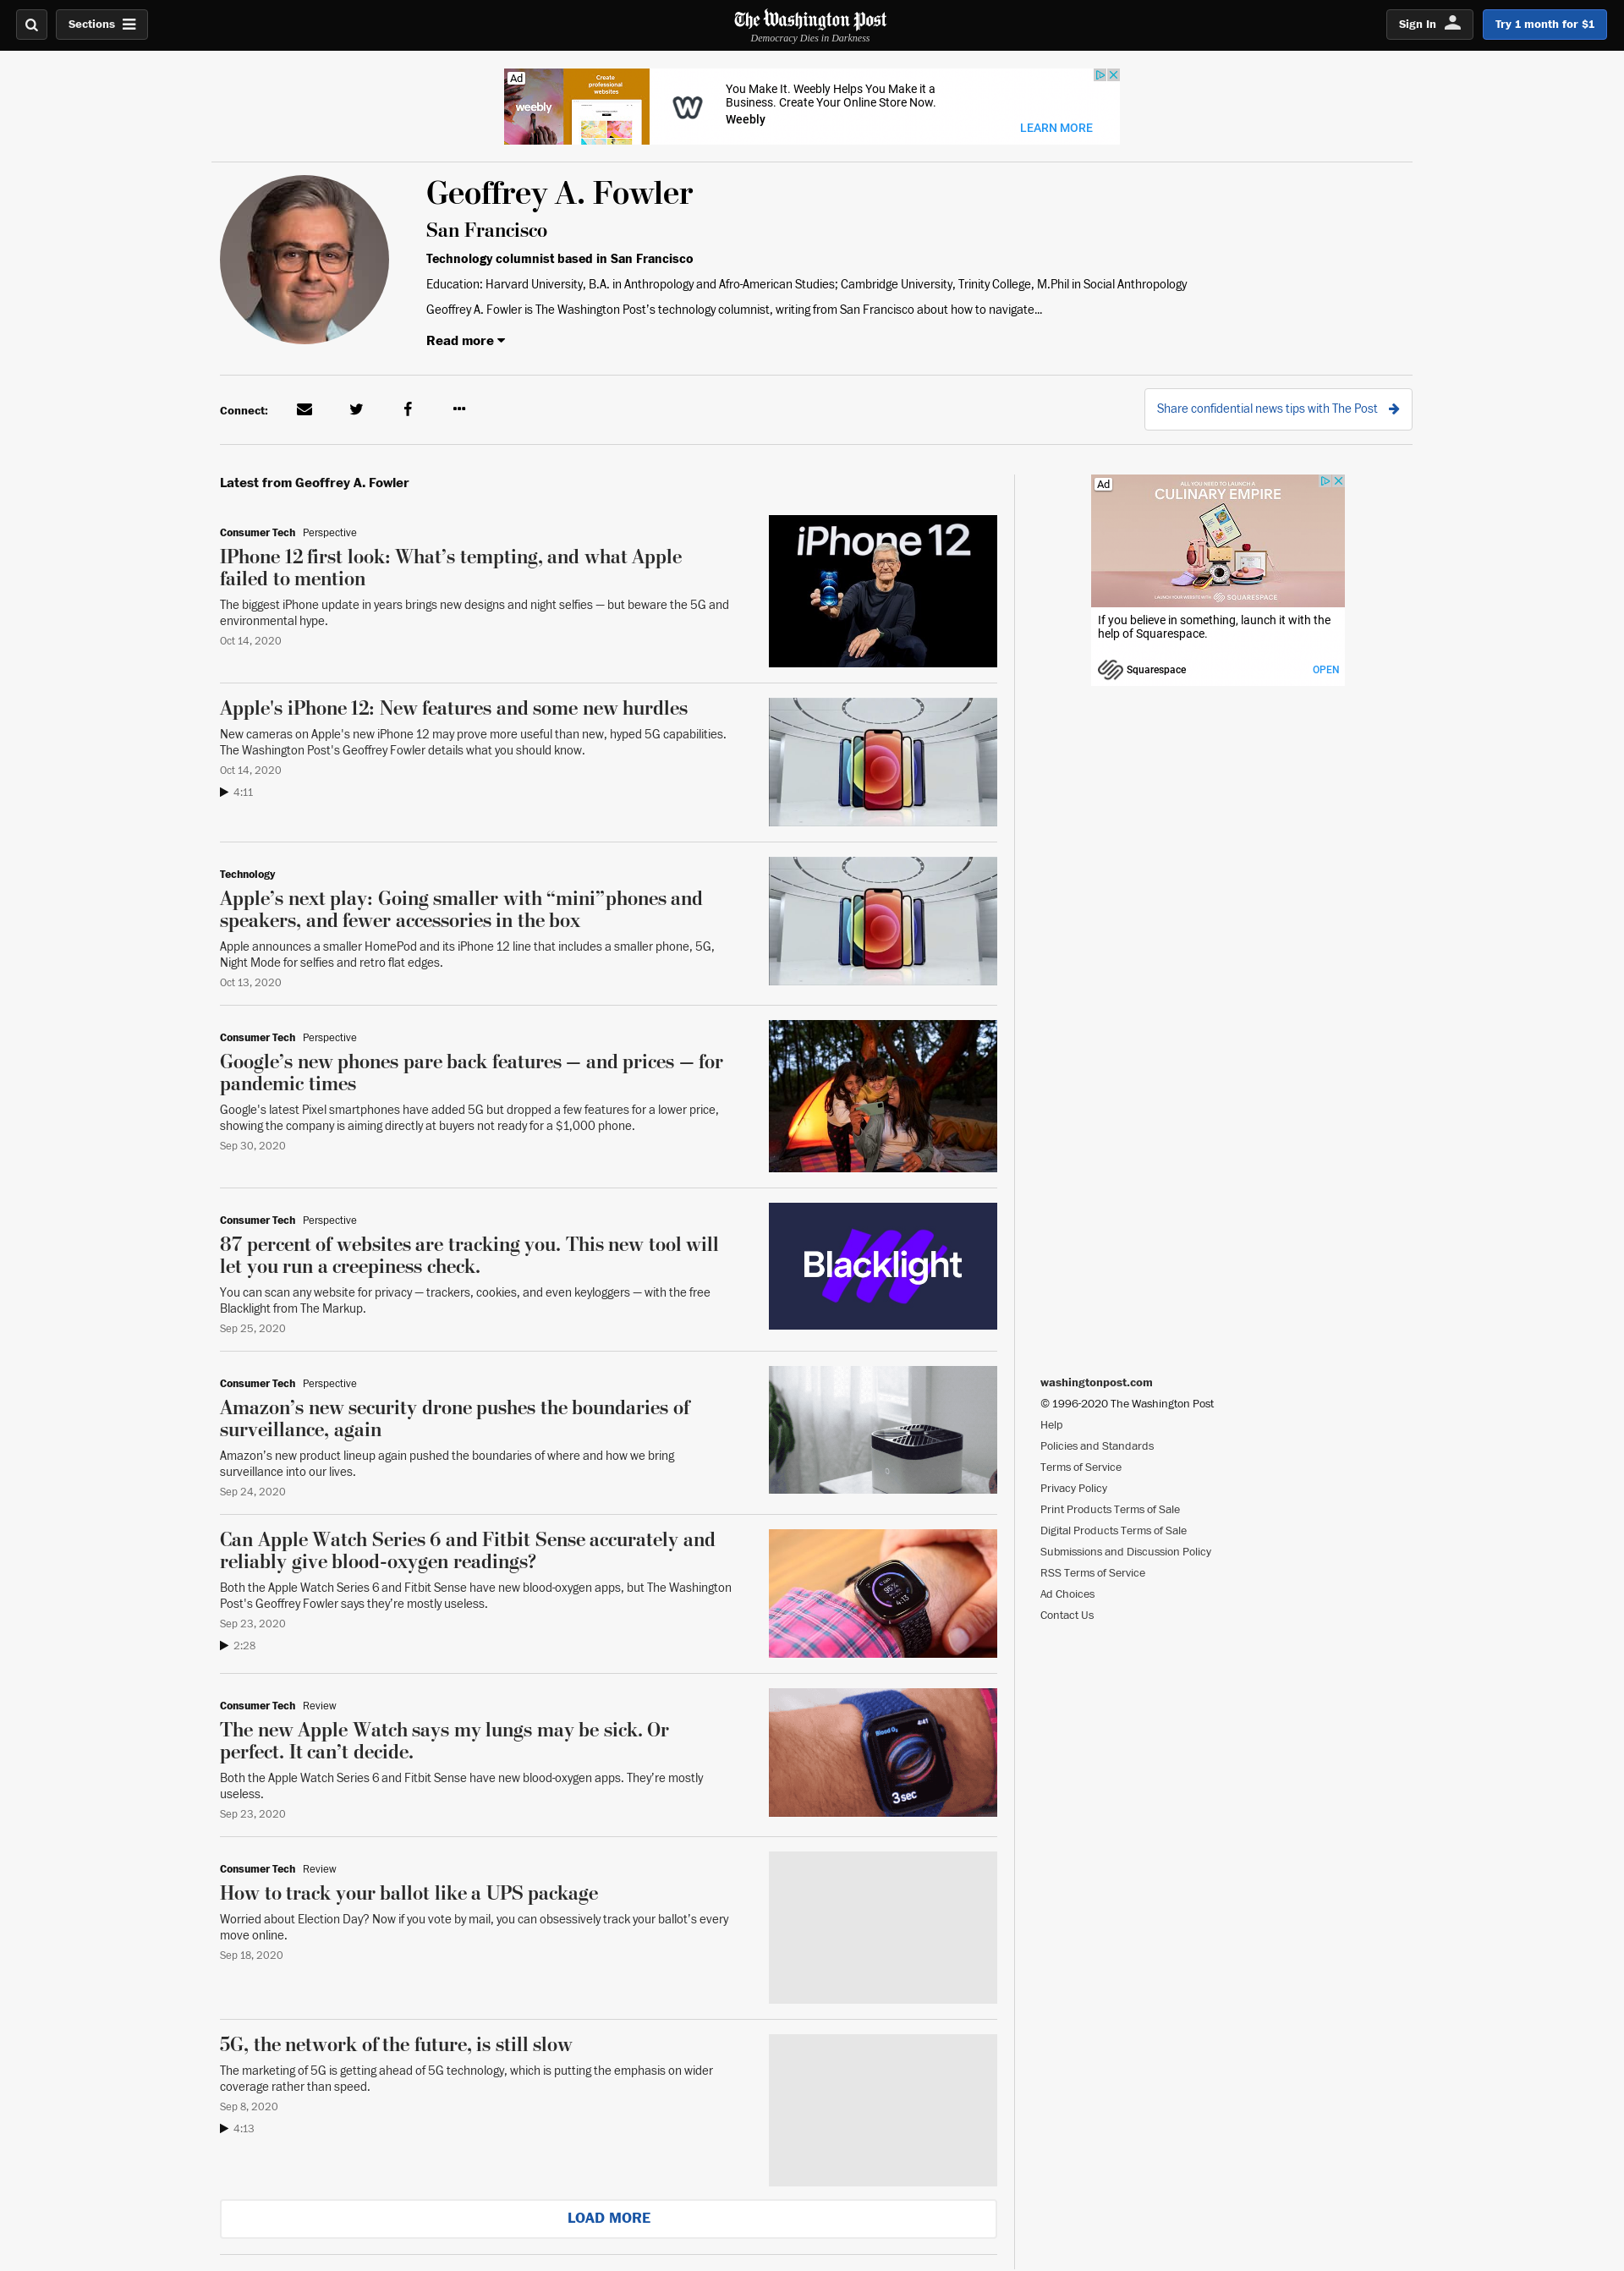 Sections
The Washington Post
Democracy Dies in Darkness
Sign In
Try 1 month for $1
Ad
weebly
Create
professional
websites
You Make It. Weebly Helps You Make it a
Business. Create Your Online Store Now.
Weebly
LEARN MORE
Geoffrey A. Fowler
San Francisco
Technology columnist based in San Francisco
Education: Harvard University, B.A. in Anthropology and Afro-American Studies; Cambridge University, Trinity College, M.Phil in Social Anthropology
Geoffrey A. Fowler is The Washington Post’s technology columnist, writing from San Francisco about how to navigate...
Read more
Connect:
Share confidential news tips with The Post
Latest from Geoffrey A. Fowler
Consumer Tech Perspective
IPhone 12 first look: What’s tempting, and what Apple
failed to mention
The biggest iPhone update in years brings new designs and night selfies — but beware the 5G and
environmental hype.
Oct 14, 2020
iPhone 12
Apple's iPhone 12: New features and some new hurdles
New cameras on Apple's new iPhone 12 may prove more useful than new, hyped 5G capabilities.
The Washington Post's Geoffrey Fowler details what you should know.
Oct 14, 2020
4:11
Technology
Apple’s next play: Going smaller with “mini”phones and
speakers, and fewer accessories in the box
Apple announces a smaller HomePod and its iPhone 12 line that includes a smaller phone, 5G,
Night Mode for selfies and retro flat edges.
Oct 13, 2020
Consumer Tech Perspective
Google’s new phones pare back features — and prices — for
pandemic times
Google's latest Pixel smartphones have added 5G but dropped a few features for a lower price,
showing the company is aiming directly at buyers not ready for a $1,000 phone.
Sep 30, 2020
Consumer Tech Perspective
87 percent of websites are tracking you. This new tool will
let you run a creepiness check.
You can scan any website for privacy — trackers, cookies, and even keyloggers — with the free
Blacklight from The Markup.
Sep 25, 2020
Blacklight
Consumer Tech Perspective
Amazon’s new security drone pushes the boundaries of
surveillance, again
Amazon’s new product lineup again pushed the boundaries of where and how we bring
surveillance into our lives.
Sep 24, 2020
Can Apple Watch Series 6 and Fitbit Sense accurately and
reliably give blood-oxygen readings?
Both the Apple Watch Series 6 and Fitbit Sense have new blood-oxygen apps, but The Washington
Post's Geoffrey Fowler says they’re mostly useless.
Sep 23, 2020
2:28
95%
4:13
Consumer Tech Review
The new Apple Watch says my lungs may be sick. Or
perfect. It can’t decide.
Both the Apple Watch Series 6 and Fitbit Sense have new blood-oxygen apps. They’re mostly
useless.
Sep 23, 2020
Blood O₂
4:41
3 sec
Consumer Tech Review
How to track your ballot like a UPS package
Worried about Election Day? Now if you vote by mail, you can obsessively track your ballot’s every
move online.
Sep 18, 2020
5G, the network of the future, is still slow
The marketing of 5G is getting ahead of 5G technology, which is putting the emphasis on wider
coverage rather than speed.
Sep 8, 2020
4:13
LOAD MORE
Ad
ALL YOU NEED TO LAUNCH A
CULINARY EMPIRE
LAUNCH YOUR WEBSITE WITH SQUARESPACE
If you believe in something, launch it with the
help of Squarespace.
Squarespace
OPEN
washingtonpost.com
© 1996-2020 The Washington Post
Help
Policies and Standards
Terms of Service
Privacy Policy
Print Products Terms of Sale
Digital Products Terms of Sale
Submissions and Discussion Policy
RSS Terms of Service
Ad Choices
Contact Us